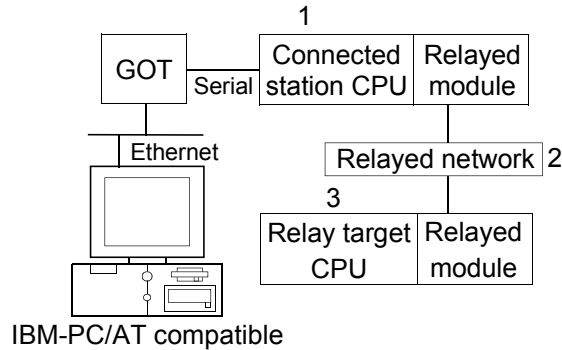 1
GOT
Serial
Connected
station CPU
Relayed
module
Ethernet
Relayed network
2
3
Relay target
CPU
Relayed
module
IBM-PC/AT compatible